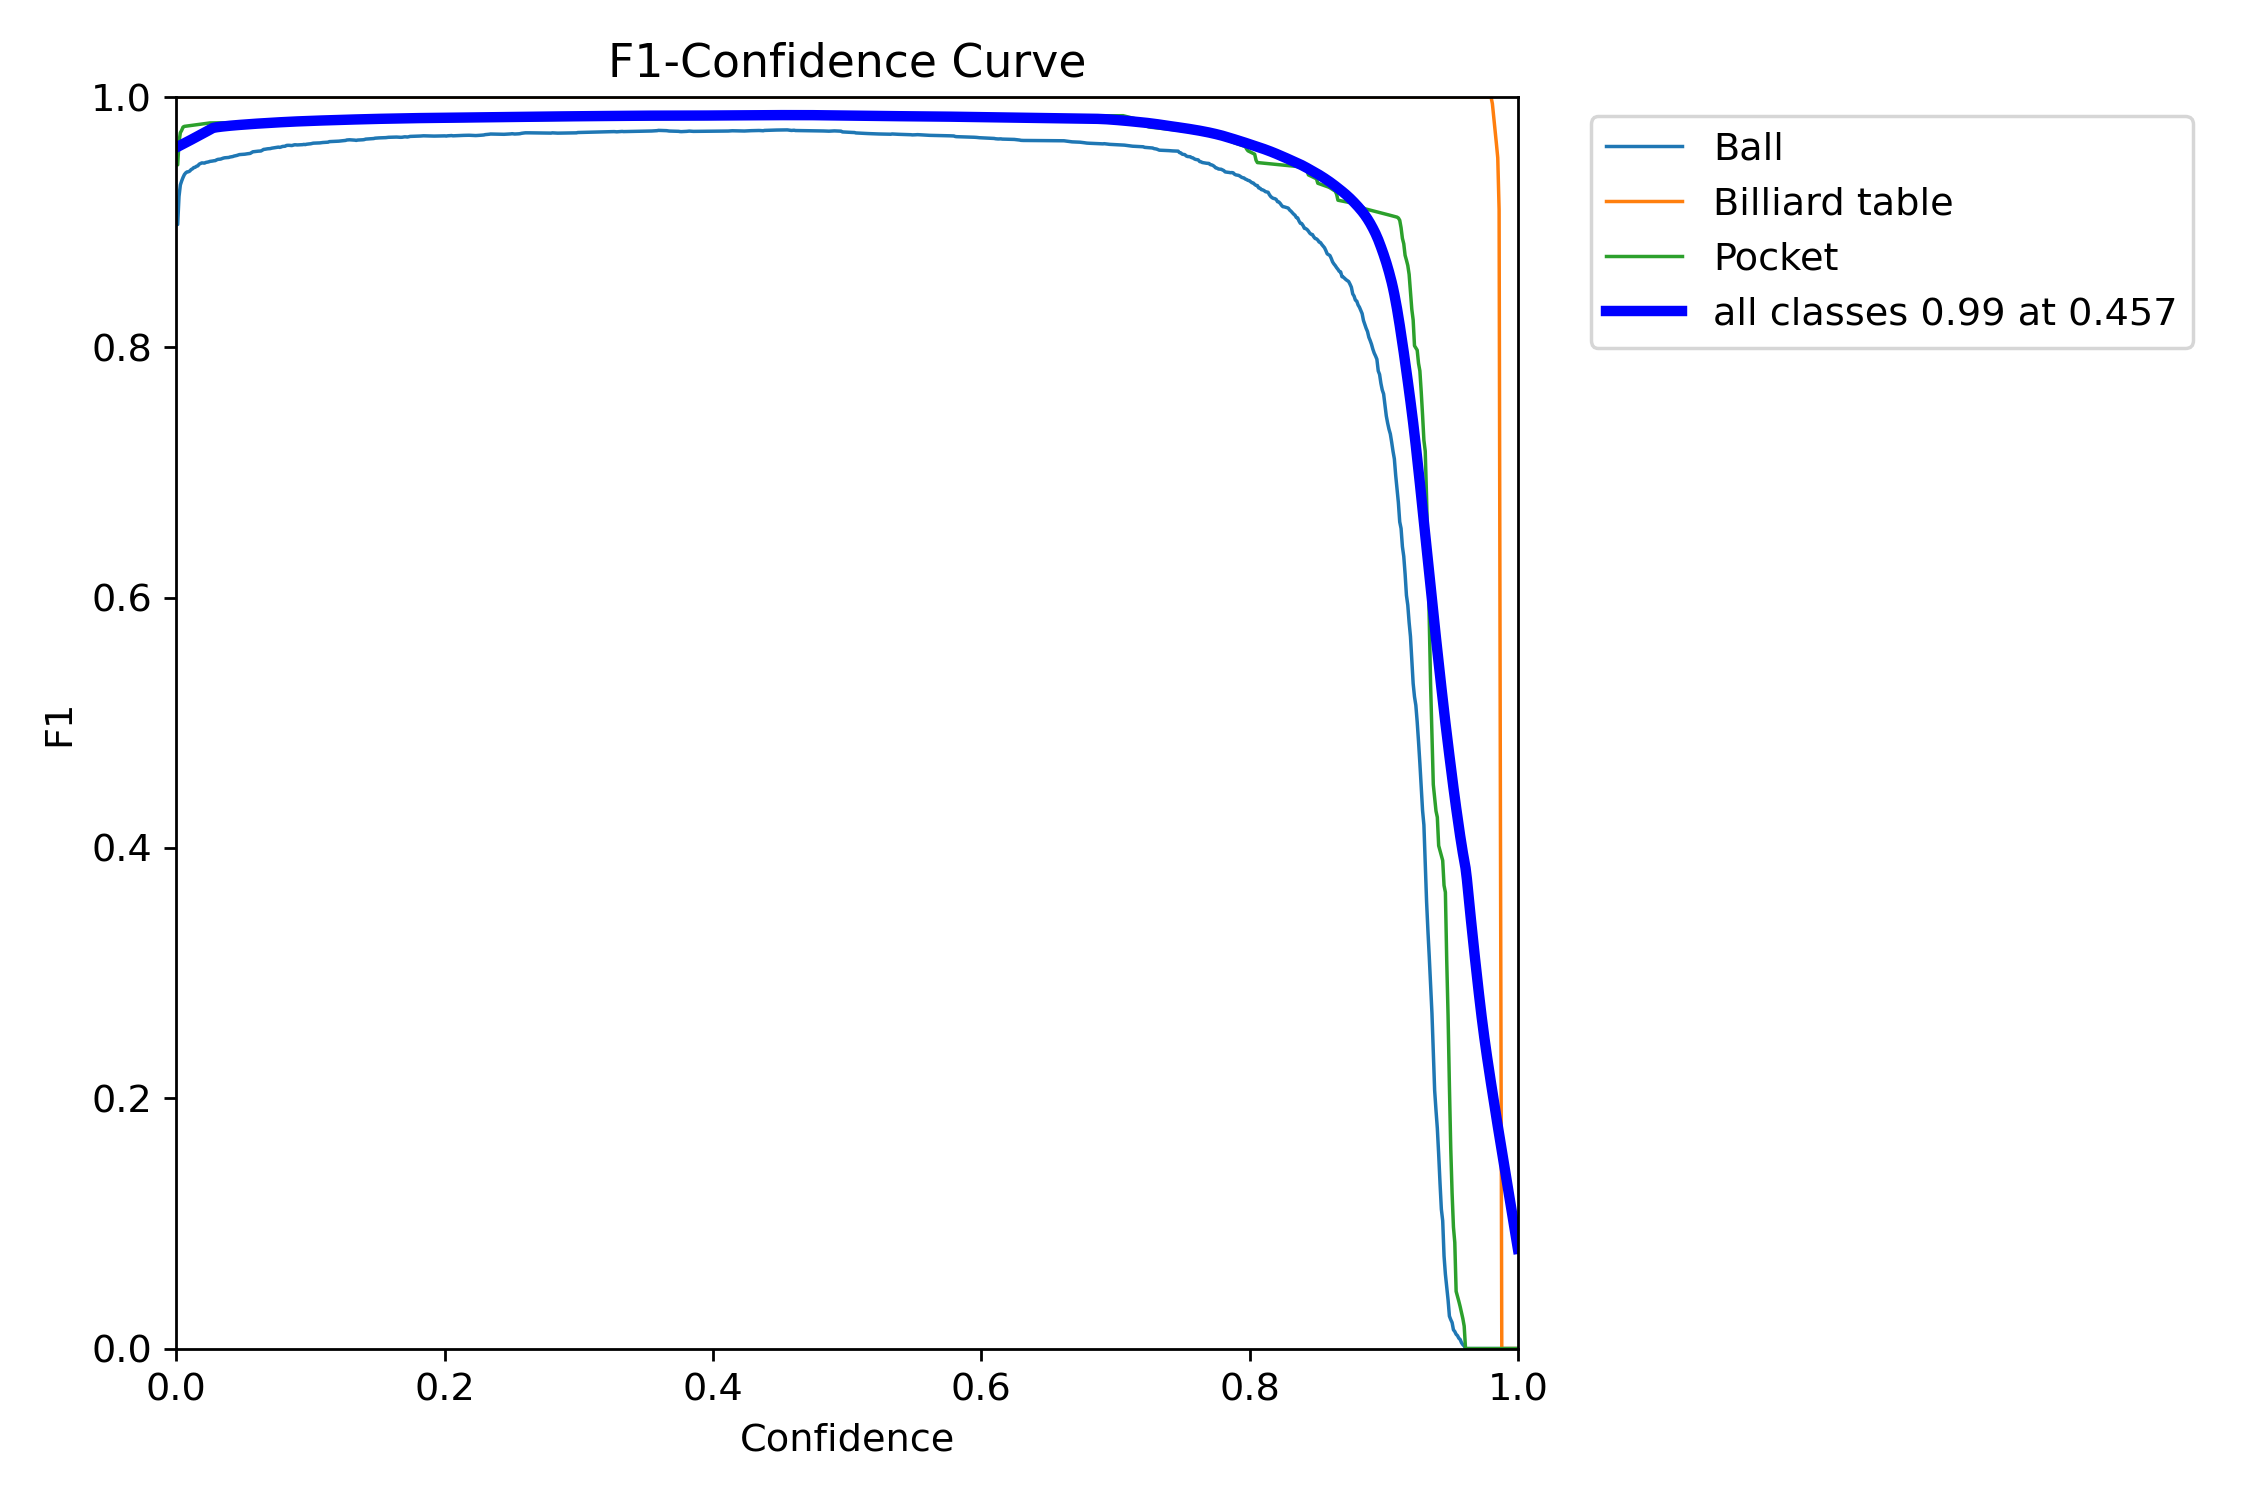 F1-Confidence Curve
1.0
0.8
0.6
0.4
0.2
0.0
F1
0.0 0.2 0.4 0.6 0.8 1.0
Confidence
Ball
Billiard table
Pocket
all classes 0.99 at 0.457